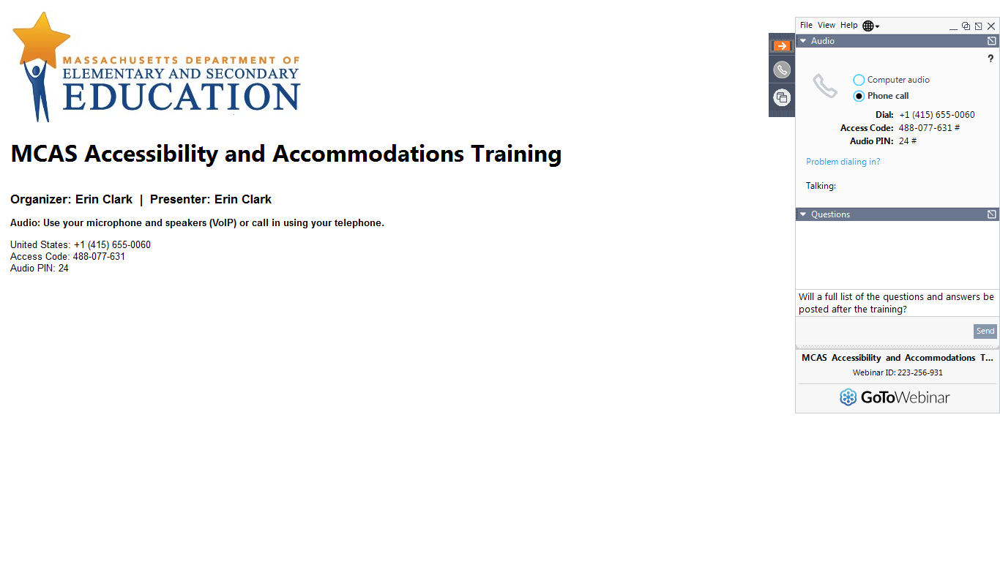 MASSACHUSETTS DEPARTMENT OF
ELEMENTARY AND SECONDARY
EDUCATION
MCAS Accessibility and Accommodations Training
Organizer: Erin Clark | Presenter: Erin Clark
Audio: Use your microphone and speakers (VoIP) or call in using your telephone.
United States: +1 (415) 655-0060
Access Code: 488-077-631
Audio PIN: 24
File View Help
Audio
?
Computer audio
Phone call
Dial: +1 (415) 655-0060
Access Code: 488-077-631 #
Audio PIN: 24 #
Problem dialing in?
Talking:
Questions
Will a full list of the questions and answers be
posted after the training?
Send
MCAS Accessibility and Accommodations T...
Webinar ID: 223-256-931
GoToWebinar